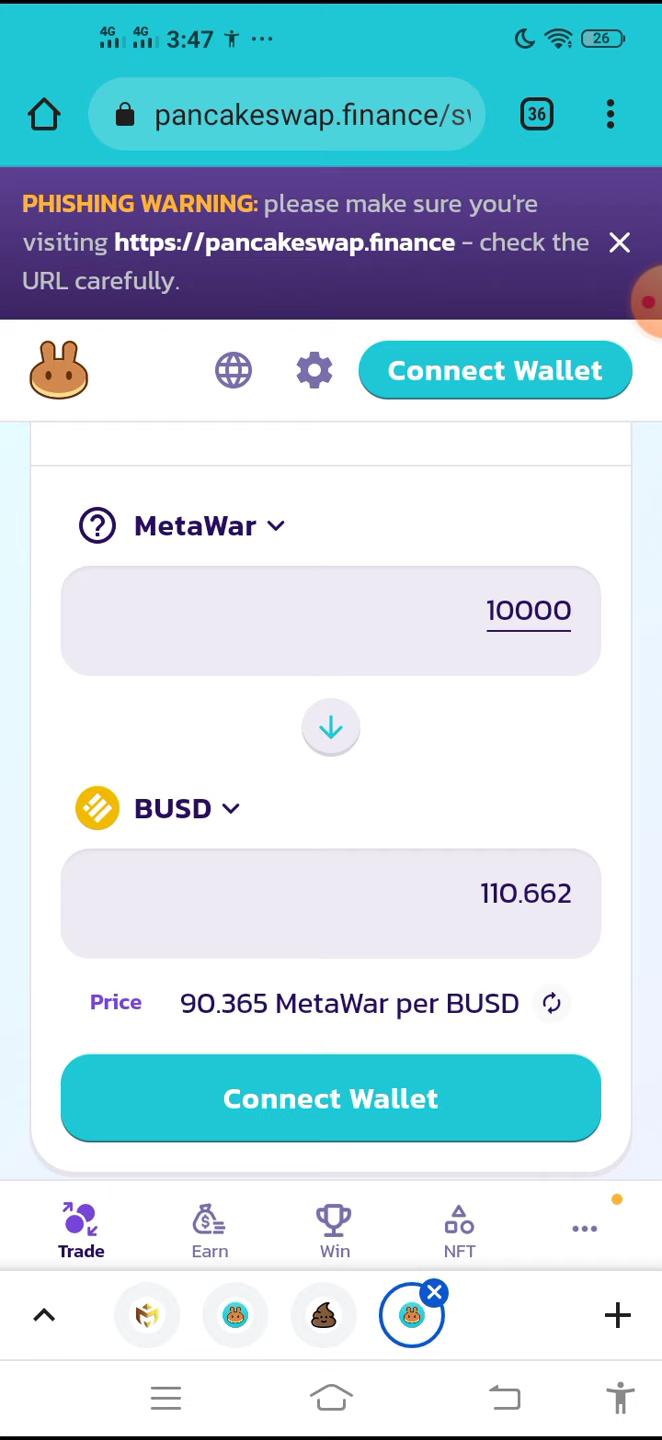 4G 4G 3:47 ... 26
pancakeswap.finance/s 36
PHISHING WARNING: please make sure you're
visiting https://pancakeswap.finance - check the
URL carefully.
Connect Wallet
MetaWar
10000
BUSD
110.662
Price 90.365 MetaWar per BUSD
Connect Wallet
Trade Earn Win NFT ...